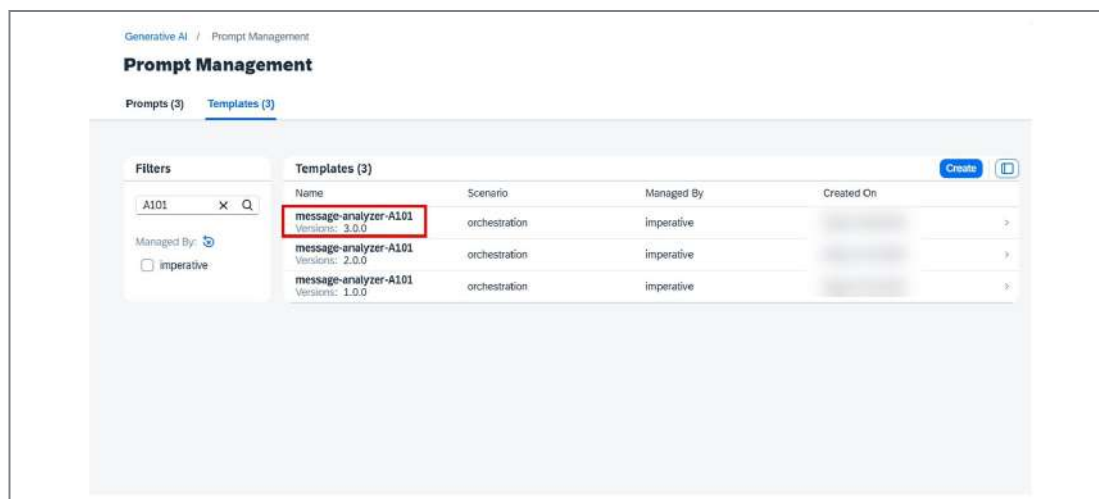 Generative AI / Prompt Management
Prompt Management
Prompts (3) Templates (3)
Filters
A101
Managed By:
imperative
Templates (3) Create
Name Scenario Managed By Created On
message-analyzer-A101 orchestration imperative
Versions: 3.0.0
message-analyzer-A101 orchestration imperative
Versions: 2.0.0
message-analyzer-A101 orchestration imperative
Versions: 1.0.0